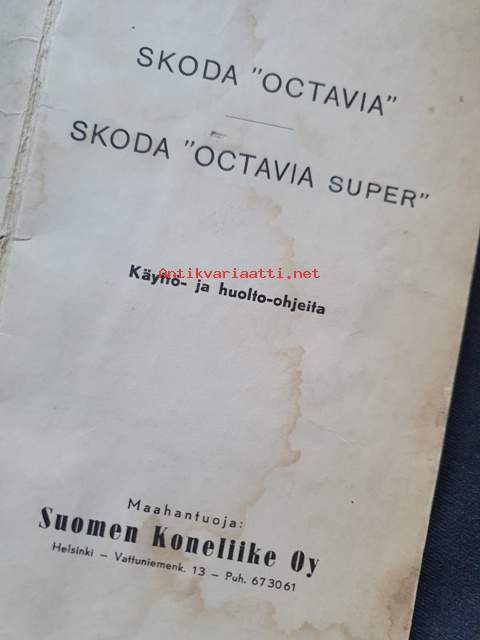 SKODA "OCTAVIA"
SKODA "OCTAVIA SUPER"
Antikvariaatti.net
Käyttö- ja huolto-ohjeita
Maahantuoja:
Suomen Koneliike Oy
Helsinki – Vattuniemenk. 13 – Puh. 673061